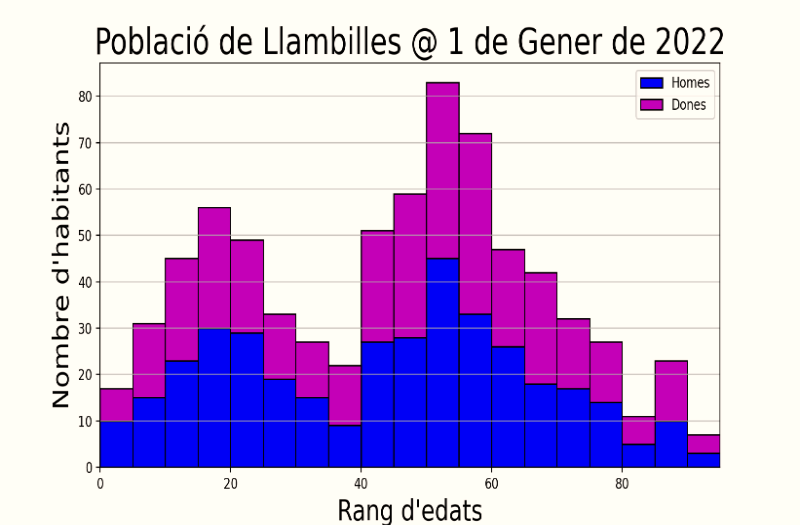 Població de Llambilles @ 1 de Gener de 2022
Homes
Dones
Nombre d'habitants
80
70
60
50
40
30
20
10
0
0 20 40 60 80
Rang d'edats